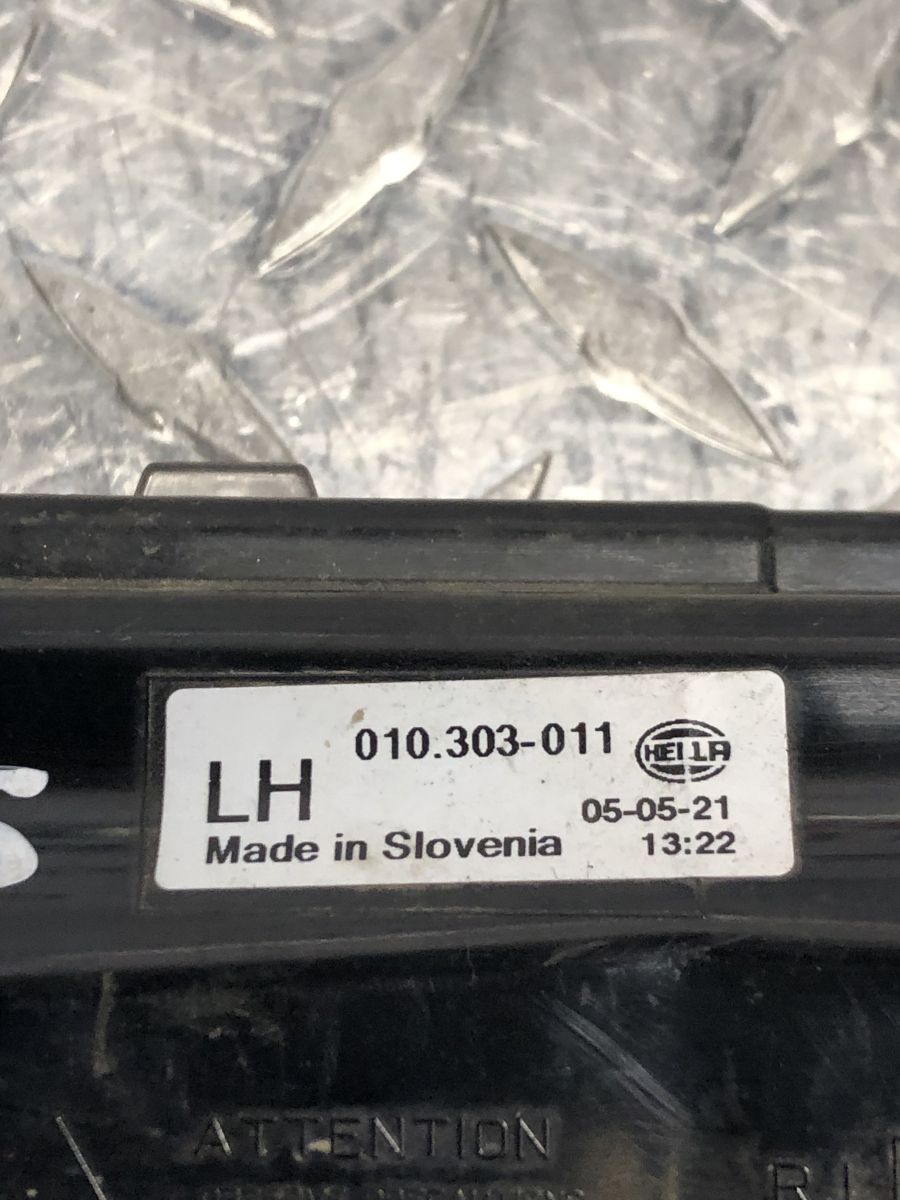 010.303-011 HELLA
LH 05-05-21
Made in Slovenia 13:22
ATTENTION